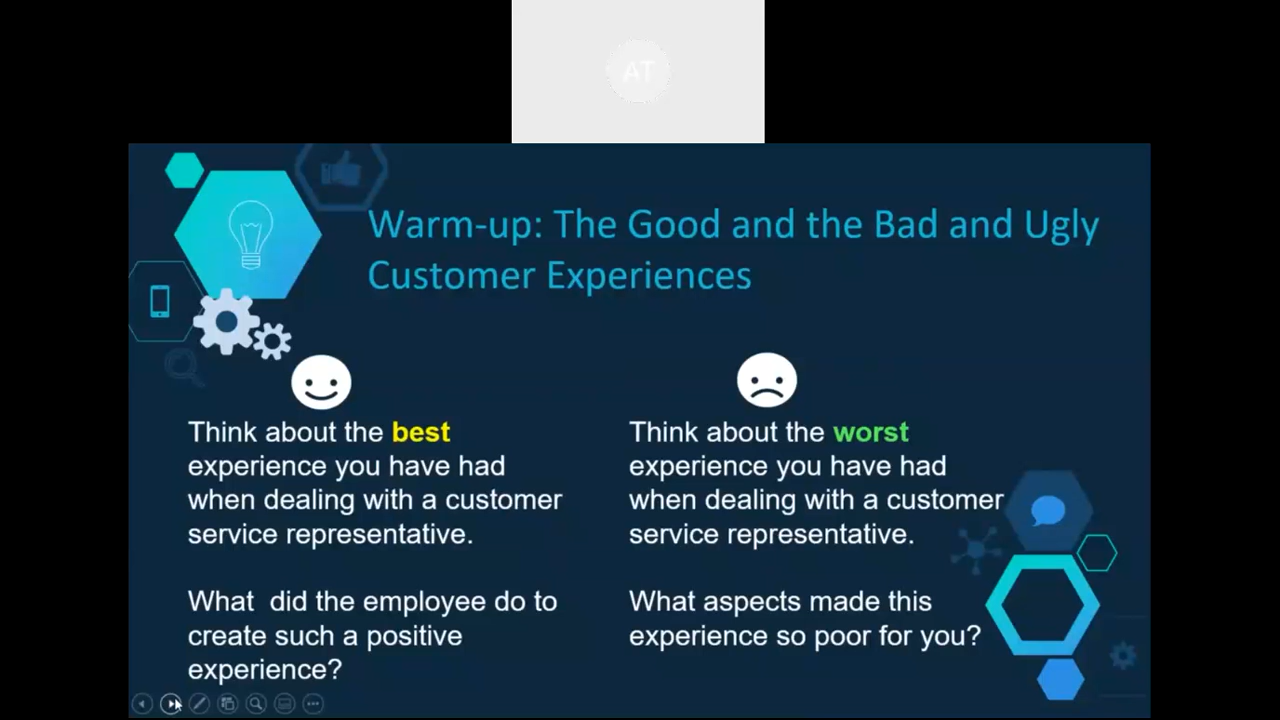 AT
Warm-up: The Good and the Bad and Ugly
Customer Experiences
Think about the best
experience you have had
when dealing with a customer
service representative.
What  did the employee do to
create such a positive
experience?
Think about the worst
experience you have had
when dealing with a customer
service representative.
What aspects made this
experience so poor for you?